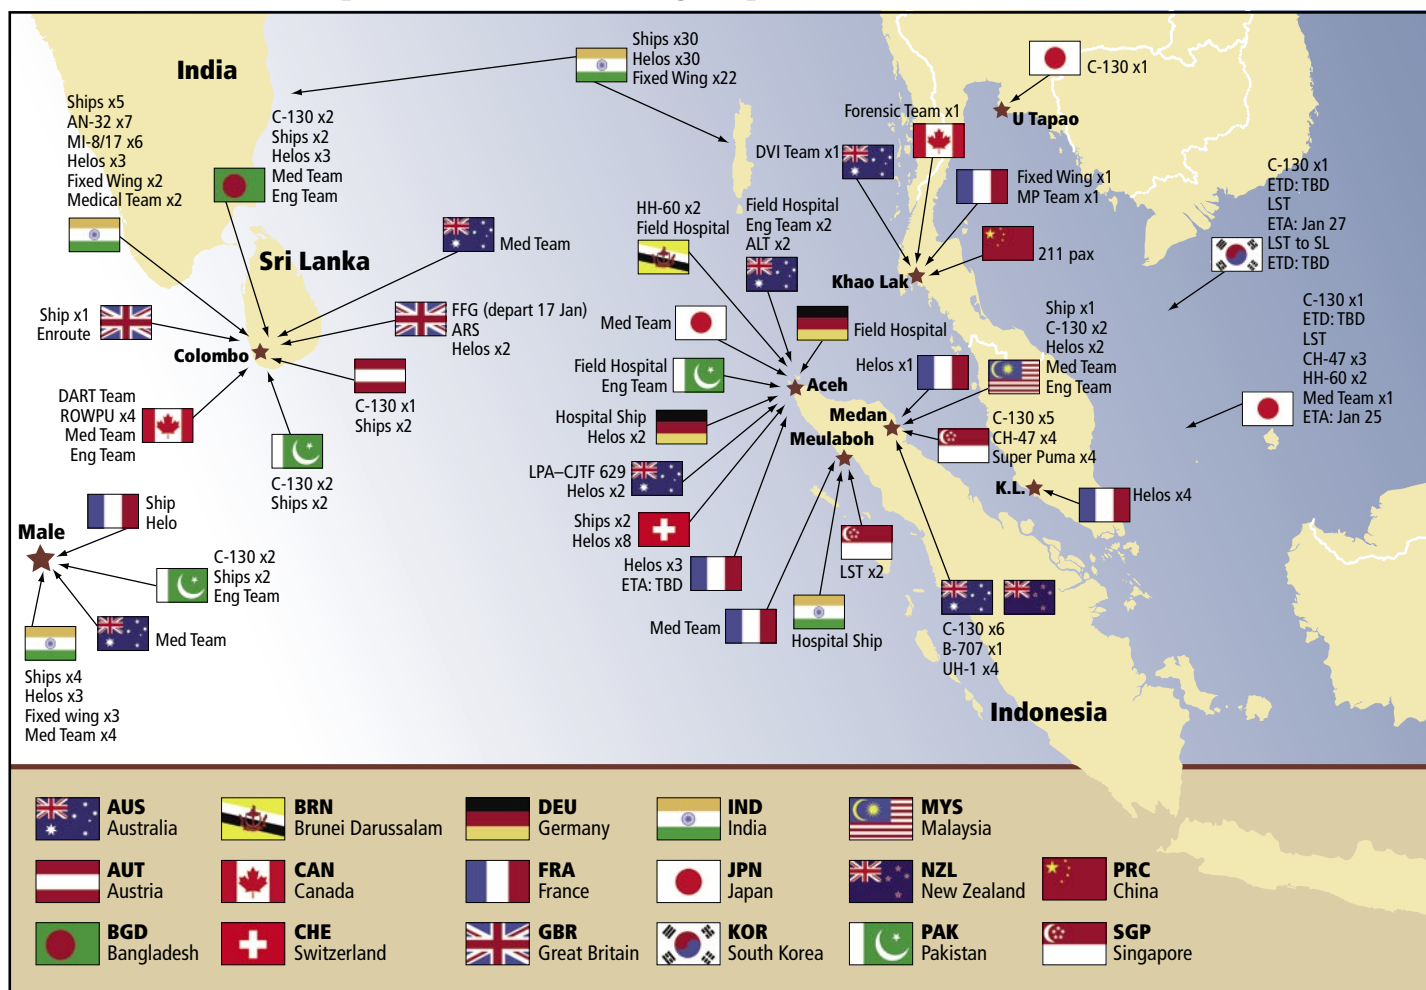 India
Ships x30
Helos x30
Fixed Wing x22
C-130 x1
U Tapao
Ships x5
AN-32 x7
MI-8/17 x6
Helos x3
Fixed Wing x2
Medical Team x2
C-130 x2
Ships x2
Helos x3
Med Team
Eng Team
Forensic Team x1
DVI Team x1
Fixed Wing x1
MP Team x1
211 pax
Khao Lak
C-130 x1
ETD: TBD
LST
ETA: Jan 27
LST to SL
ETD: TBD
Sri Lanka
Med Team
HH-60 x2
Field Hospital
Field Hospital
Eng Team x2
ALT x2
Ship x1
Enroute
Colombo
FFG (depart 17 Jan)
ARS
Helos x2
Med Team
Field Hospital
Field Hospital
Eng Team
Aceh
Helos x1
Ship x1
C-130 x2
Helos x2
Med Team
Eng Team
C-130 x1
ETD: TBD
LST
CH-47 x3
HH-60 x2
Med Team x1
ETA: Jan 25
DART Team
ROWPU x4
Med Team
Eng Team
C-130 x1
Ships x2
C-130 x2
Ships x2
Hospital Ship
Helos x2
Medan
Meulaboh
C-130 x5
CH-47 x4
Super Puma x4
LPA–CJTF 629
Helos x2
K.L.
Helos x4
Ship
Helo
Male
Ships x2
Helos x8
Helos x3
ETA: TBD
LST x2
C-130 x2
Ships x2
Eng Team
Med Team
Med Team
Hospital Ship
C-130 x6
B-707 x1
UH-1 x4
Ships x4
Helos x3
Fixed wing x3
Med Team x4
Indonesia
AUS
Australia
BRN
Brunei Darussalam
DEU
Germany
IND
India
MYS
Malaysia
AUT
Austria
CAN
Canada
FRA
France
JPN
Japan
NZL
New Zealand
PRC
China
BGD
Bangladesh
CHE
Switzerland
GBR
Great Britain
KOR
South Korea
PAK
Pakistan
SGP
Singapore